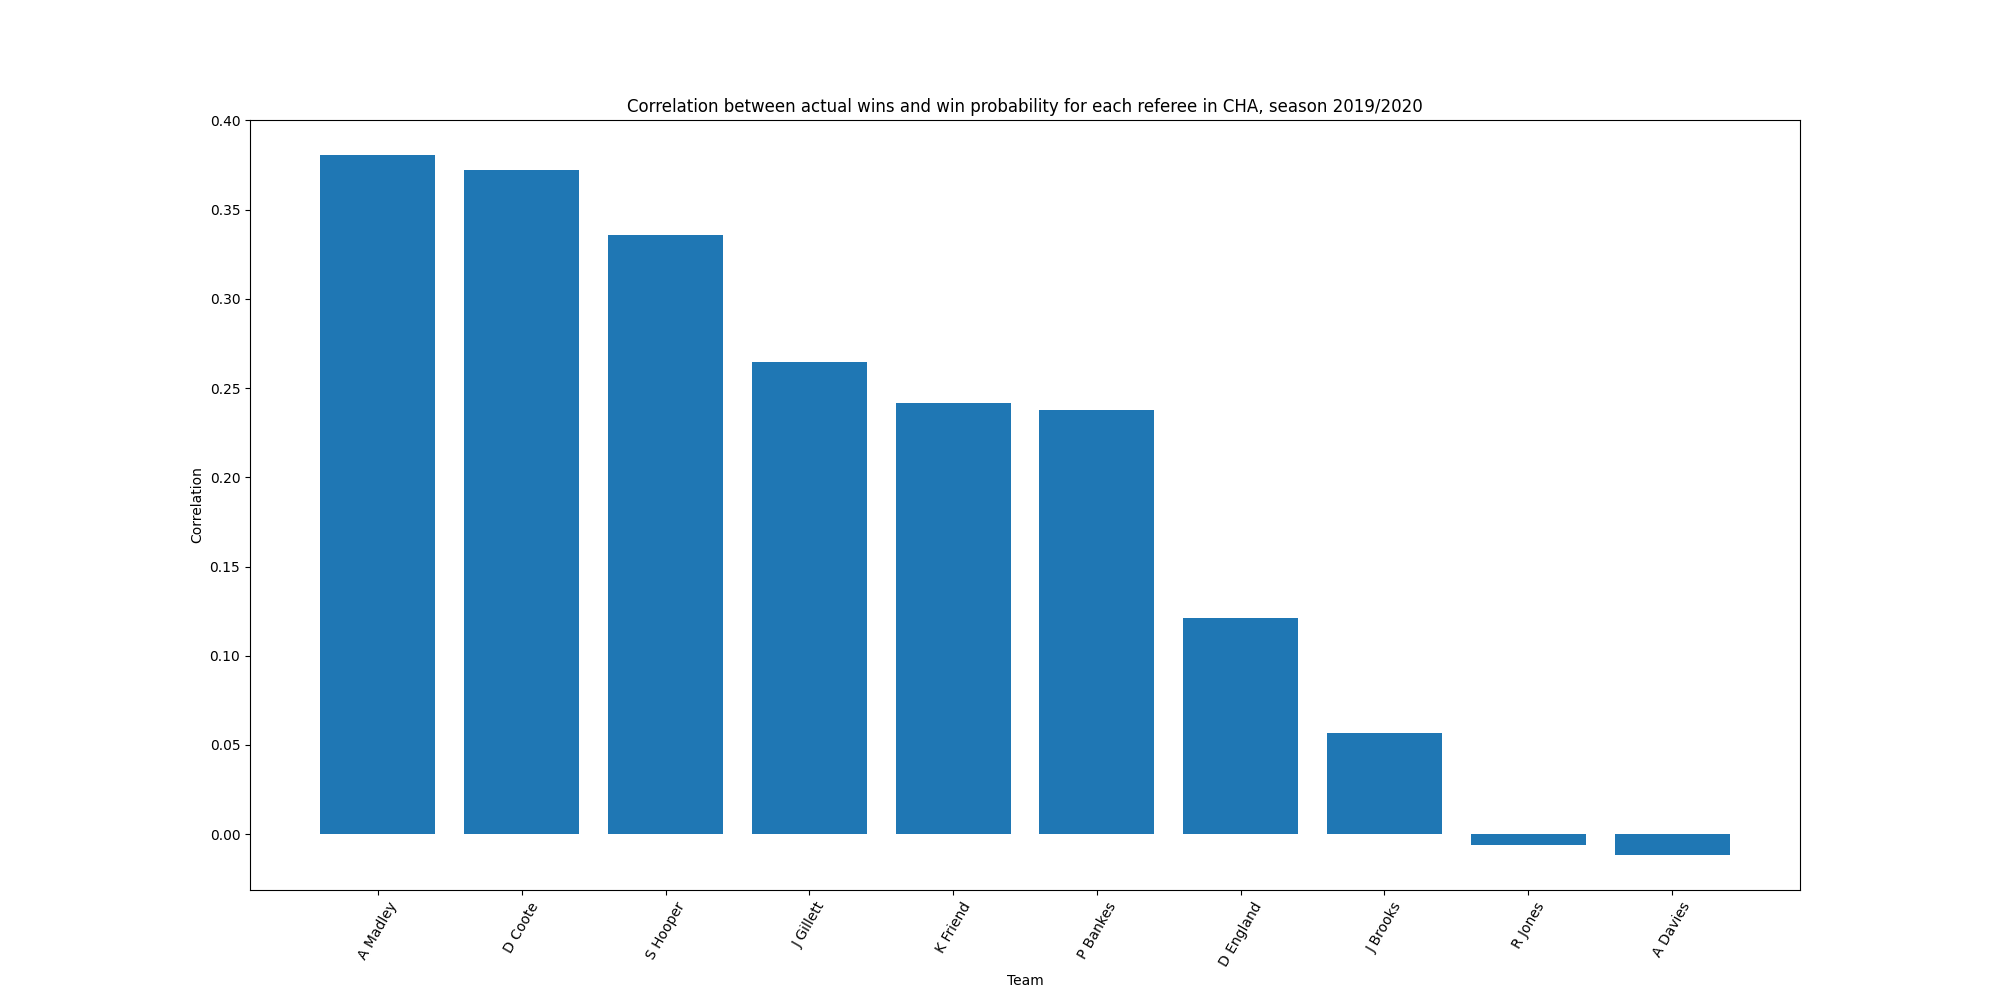 Correlation between actual wins and win probability for each referee in CHA, season 2019/2020
0.40
0.35
0.30
0.25
0.20
0.15
0.10
0.05
0.00
Correlation
A Madley
D Coote
S Hooper
J Gillett
K Friend
P Bankes
D England
J Brooks
R Jones
A Davies
Team